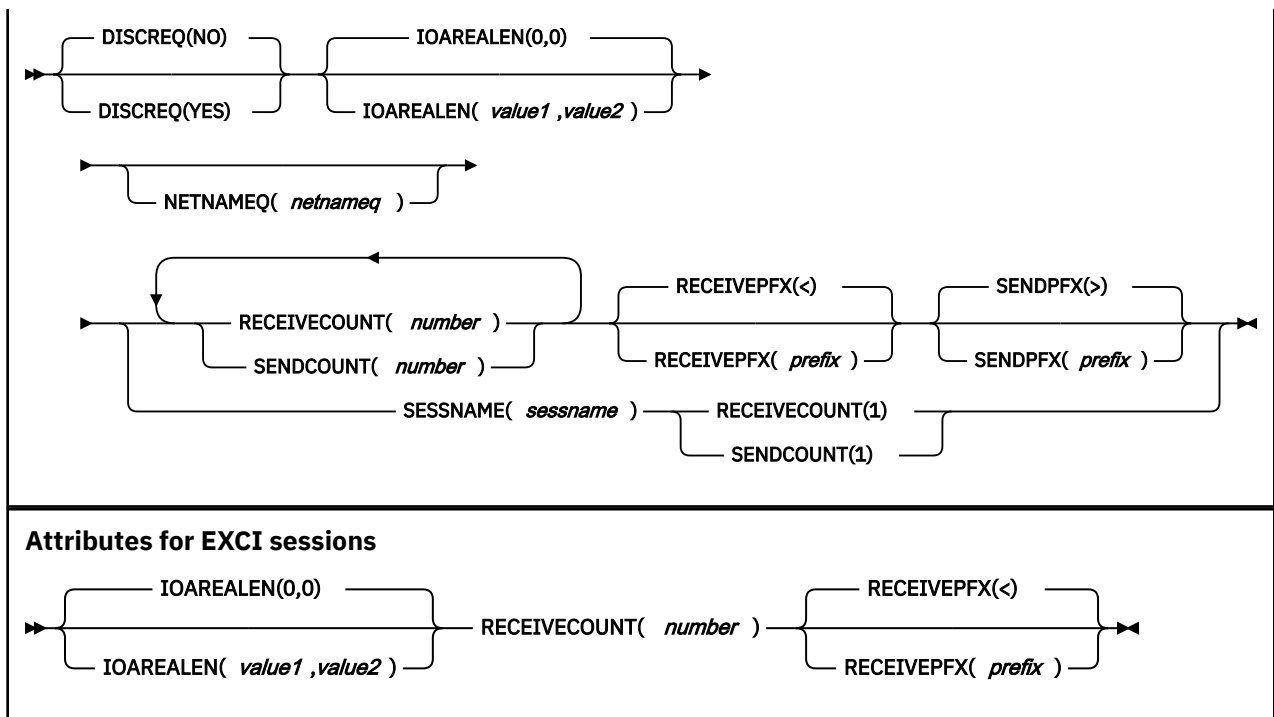 DISCREQ(NO) IOAREALEN(0,0)
DISCREQ(YES) IOAREALEN( value1 ,value2 )
NETNAMEQ( netnameq )
RECEIVEPFX(<) SENDPFX(>)
RECEIVECOUNT( number )
SENDCOUNT( number ) RECEIVEPFX( prefix ) SENDPFX( prefix )
SESSNAME( sessname ) RECEIVECOUNT(1)
SENDCOUNT(1)
Attributes for EXCI sessions
IOAREALEN(0,0) RECEIVEPFX(<)
RECEIVECOUNT( number )
IOAREALEN( value1 ,value2 ) RECEIVEPFX( prefix )